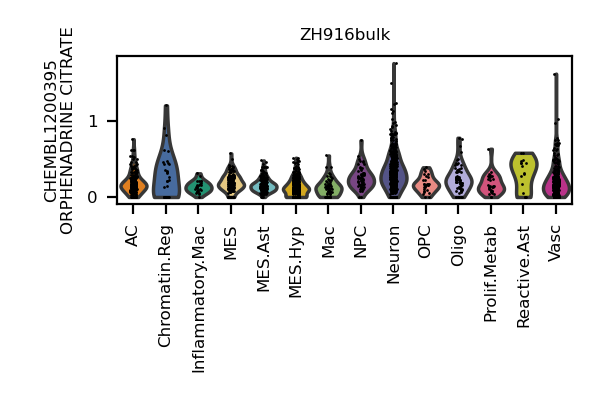 ZH916bulk
CHEMBL1200395
ORPHENADRINE CITRATE
1
0
AC
Chromatin.Reg
Inflammatory.Mac
MES
MES.Ast
MES.Hyp
Mac
NPC
Neuron
OPC
Oligo
Prolif.Metab
Reactive.Ast
Vasc